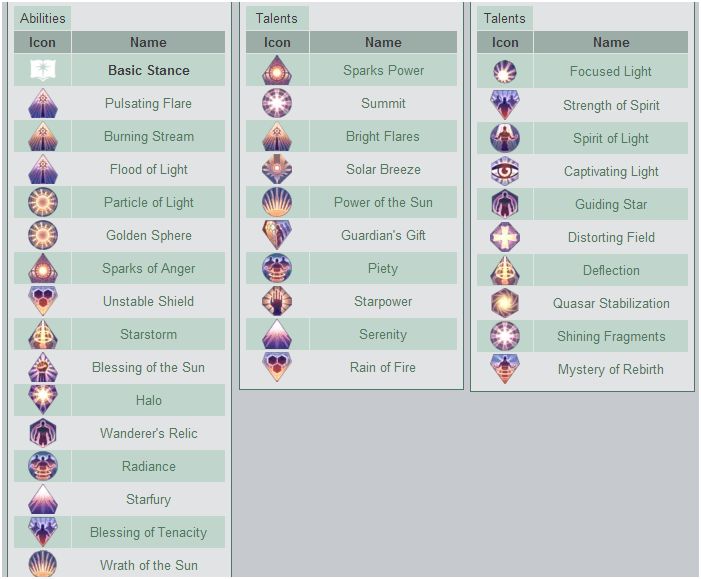 Abilities
Icon Name
Basic Stance
Pulsating Flare
Burning Stream
Flood of Light
Particle of Light
Golden Sphere
Sparks of Anger
Unstable Shield
Starstorm
Blessing of the Sun
Halo
Wanderer's Relic
Radiance
Starfury
Blessing of Tenacity
Wrath of the Sun
Talents
Icon Name
Sparks Power
Summit
Bright Flares
Solar Breeze
Power of the Sun
Guardian's Gift
Piety
Starpower
Serenity
Rain of Fire
Talents
Icon Name
Focused Light
Strength of Spirit
Spirit of Light
Captivating Light
Guiding Star
Distorting Field
Deflection
Quasar Stabilization
Shining Fragments
Mystery of Rebirth